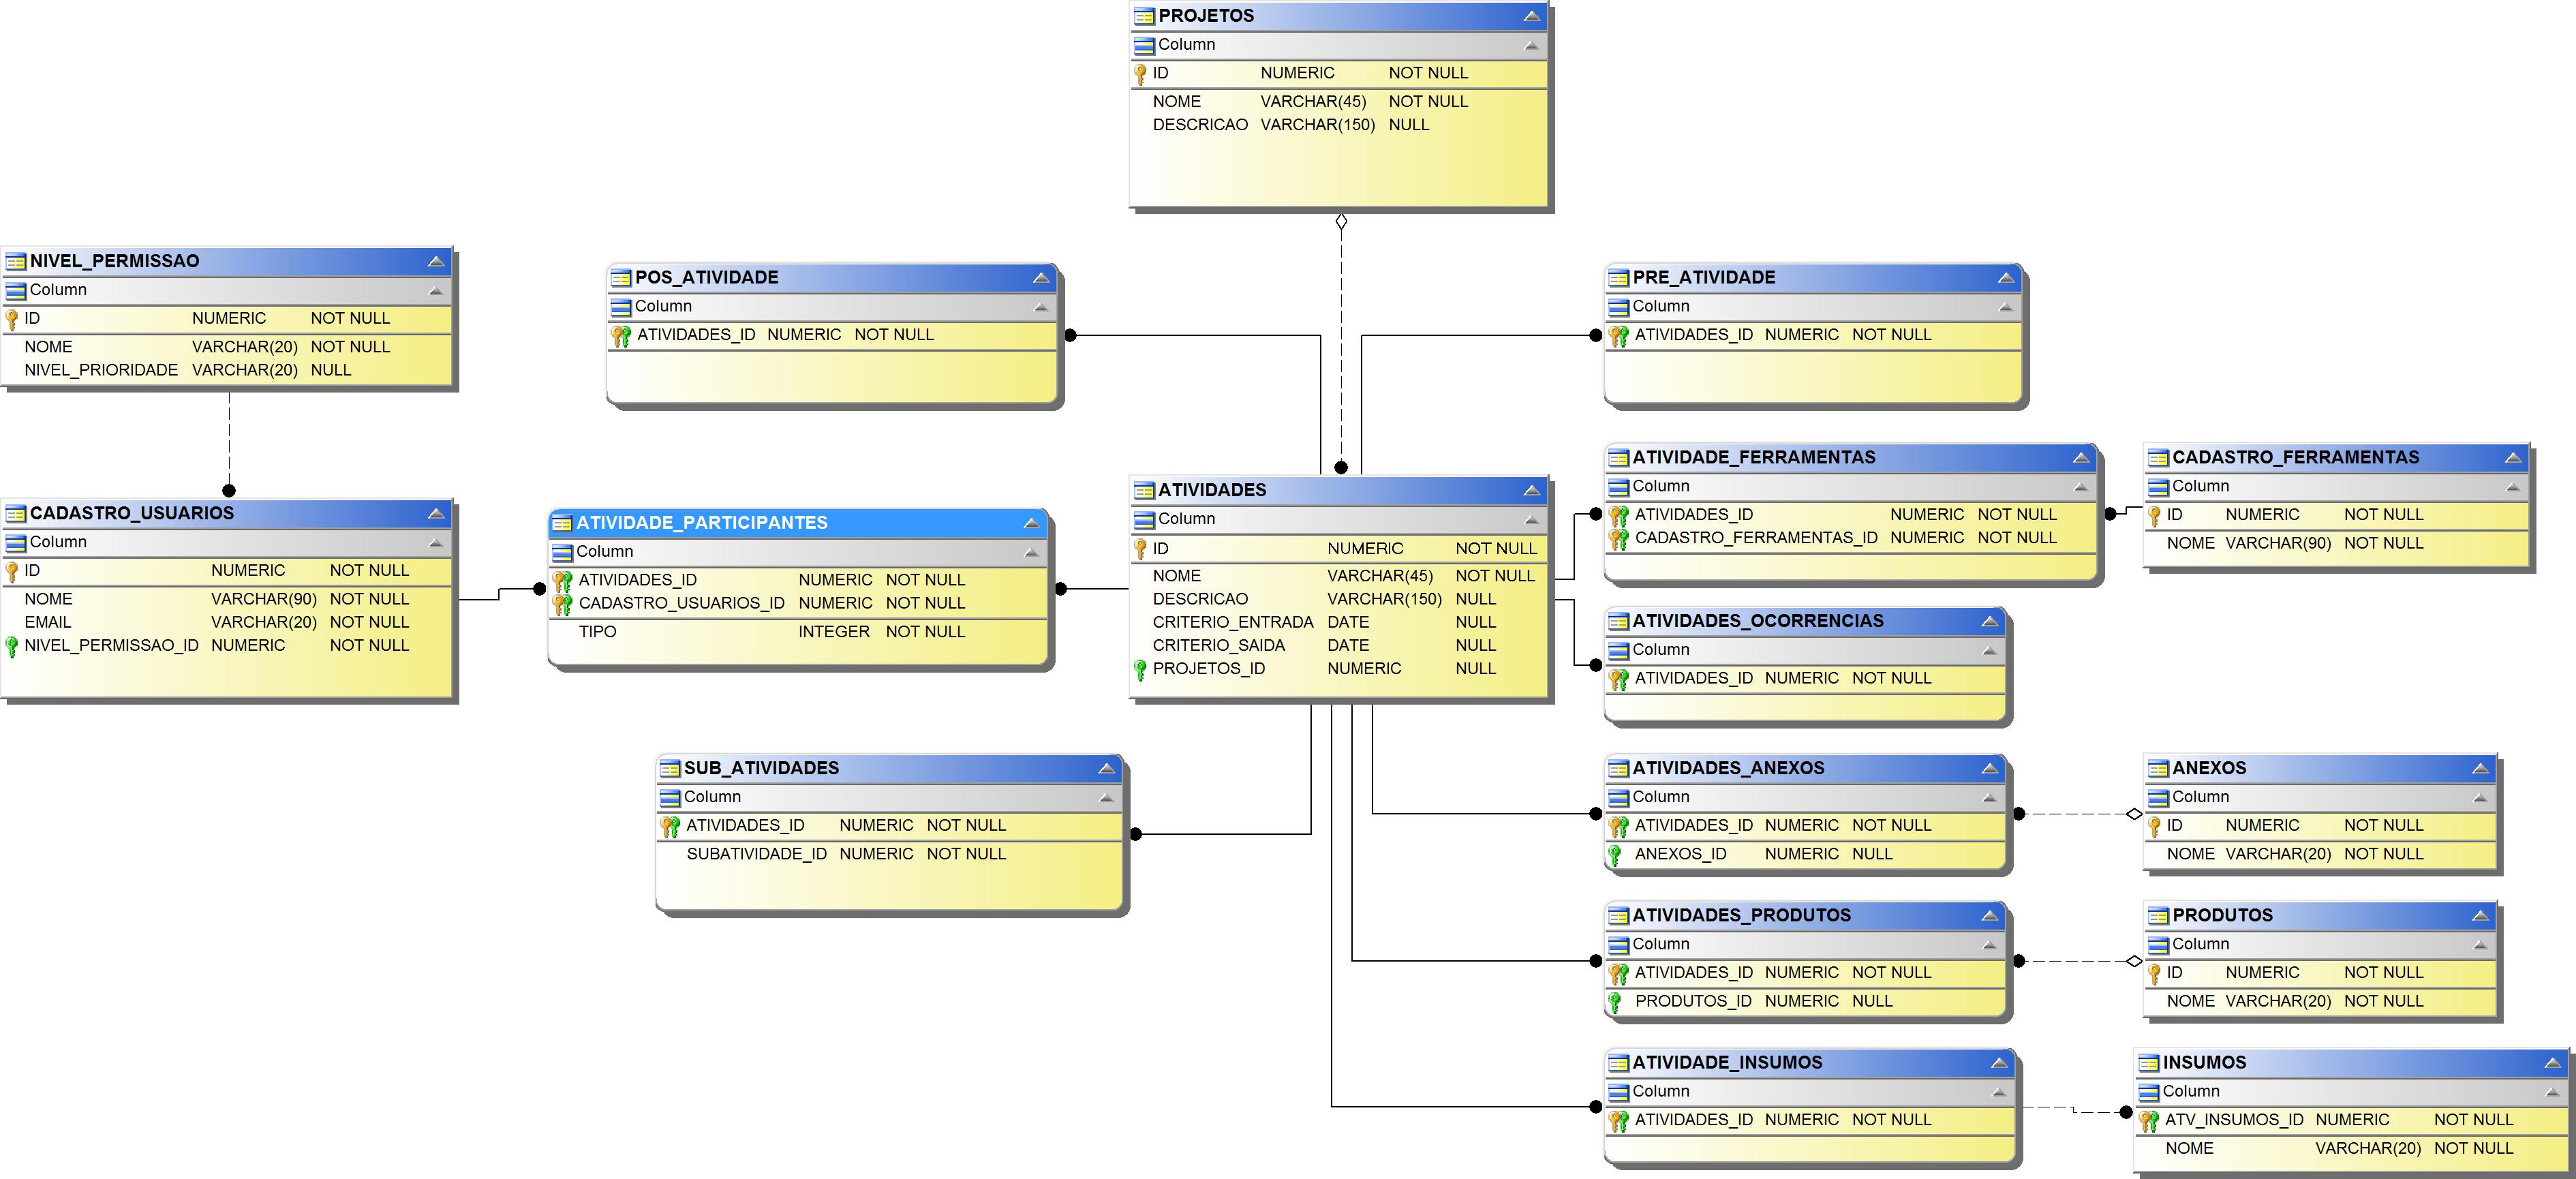 PROJETOS
Column
ID NUMERIC NOT NULL
NOME VARCHAR(45) NOT NULL
DESCRICAO VARCHAR(150) NULL
NIVEL_PERMISSAO
Column
ID NUMERIC NOT NULL
NOME VARCHAR(20) NOT NULL
NIVEL_PRIORIDADE VARCHAR(20) NULL
POS_ATIVIDADE
Column
ATIVIDADES_ID NUMERIC NOT NULL
PRE_ATIVIDADE
Column
ATIVIDADES_ID NUMERIC NOT NULL
CADASTRO_USUARIOS
Column
ID NUMERIC NOT NULL
NOME VARCHAR(90) NOT NULL
EMAIL VARCHAR(20) NOT NULL
NIVEL_PERMISSAO_ID NUMERIC NOT NULL
ATIVIDADE_PARTICIPANTES
Column
ATIVIDADES_ID NUMERIC NOT NULL
CADASTRO_USUARIOS_ID NUMERIC NOT NULL
TIPO INTEGER NOT NULL
ATIVIDADES
Column
ID NUMERIC NOT NULL
NOME VARCHAR(45) NOT NULL
DESCRICAO VARCHAR(150) NULL
CRITERIO_ENTRADA DATE NULL
CRITERIO_SAIDA DATE NULL
PROJETOS_ID NUMERIC NULL
ATIVIDADE_FERRAMENTAS
Column
ATIVIDADES_ID NUMERIC NOT NULL
CADASTRO_FERRAMENTAS_ID NUMERIC NOT NULL
CADASTRO_FERRAMENTAS
Column
ID NUMERIC NOT NULL
NOME VARCHAR(90) NOT NULL
ATIVIDADES_OCORRENCIAS
Column
ATIVIDADES_ID NUMERIC NOT NULL
SUB_ATIVIDADES
Column
ATIVIDADES_ID NUMERIC NOT NULL
SUBATIVIDADE_ID NUMERIC NOT NULL
ATIVIDADES_ANEXOS
Column
ATIVIDADES_ID NUMERIC NOT NULL
ANEXOS_ID NUMERIC NULL
ANEXOS
Column
ID NUMERIC NOT NULL
NOME VARCHAR(20) NOT NULL
ATIVIDADES_PRODUTOS
Column
ATIVIDADES_ID NUMERIC NOT NULL
PRODUTOS_ID NUMERIC NULL
PRODUTOS
Column
ID NUMERIC NOT NULL
NOME VARCHAR(20) NOT NULL
ATIVIDADE_INSUMOS
Column
ATIVIDADES_ID NUMERIC NOT NULL
INSUMOS
Column
ATV_INSUMOS_ID NUMERIC NOT NULL
NOME VARCHAR(20) NOT NULL